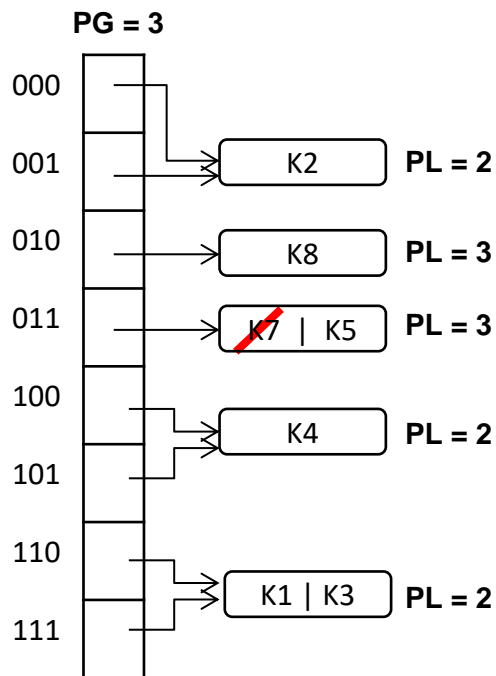 PG = 3
000
001
K2
PL = 2
010
K8
PL = 3
011
K7 | K5
PL = 3
100
K4
PL = 2
101
110
K1 | K3
PL = 2
111